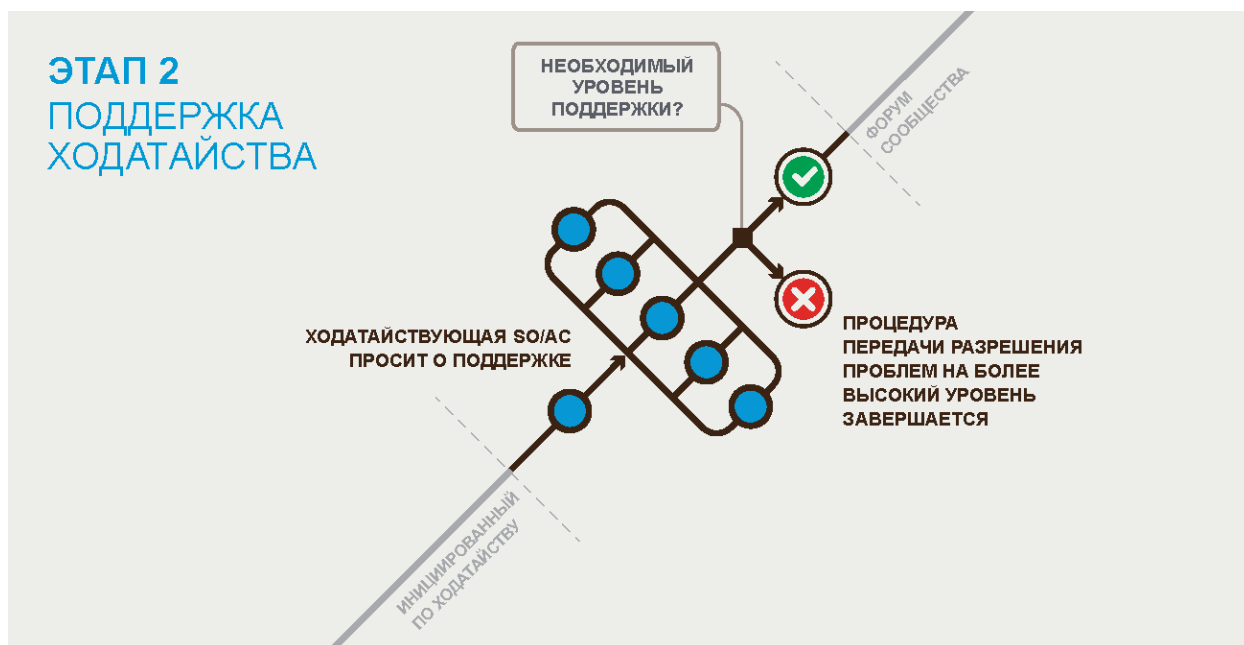 ЭТАП 2
ПОДДЕРЖКА
ХОДАТАЙСТВА
НЕОБХОДИМЫЙ
УРОВЕНЬ
ПОДДЕРЖКИ?
ФОРУМ
СООБЩЕСТВА
ХОДАТАЙСТВУЮЩАЯ SO/AC
ПРОСИТ О ПОДДЕРЖКЕ
ПРОЦЕДУРА
ПЕРЕДАЧИ РАЗРЕШЕНИЯ
ПРОБЛЕМ НА БОЛЕЕ
ВЫСОКИЙ УРОВЕНЬ
ЗАВЕРШАЕТСЯ
ИНИЦИИРОВАННЫЙ
ПО ХОДАТАЙСТВУ